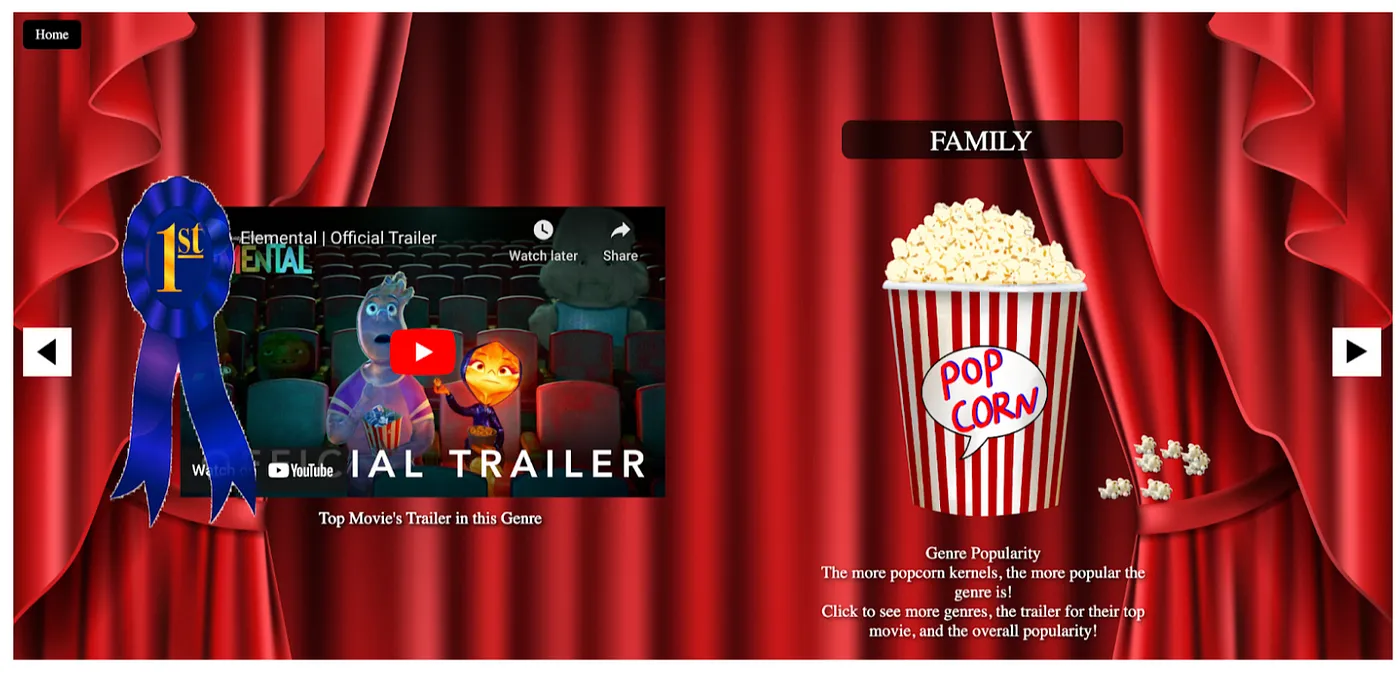 Home
FAMILY
1st
Elemental | Official Trailer
Watch later
Share
ENTAL
POP
CORN
Watch on
YouTube
OFFICIAL TRAILER
Top Movie's Trailer in this Genre
Genre Popularity
The more popcorn kernels, the more popular the
genre is!
Click to see more genres, the trailer for their top
movie, and the overall popularity!